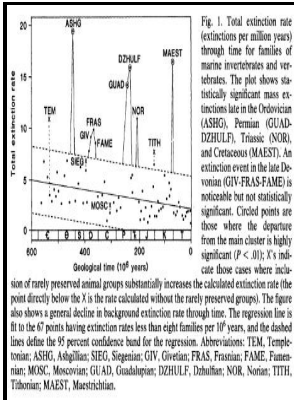 20
15
10
5
0
Total extinction rate
ASHG
DZHULF
MAEST
GUAD
TEM
FRAS
GIV
FAME
NOR
SIEG
TITH
MOSC
Є O S D C P Ћ J K T
600 400 200 0
Geological time (10⁶ years)
Fig. 1. Total extinction rate
(extinctions per million years)
through time for families of
marine invertebrates and ver-
tebrates. The plot shows sta-
tistically significant mass ex-
tinctions late in the Ordovician
(ASHG), Permian (GUAD-
DZHULF), Triassic (NOR),
and Cretaceous (MAEST). An
extinction event in the late De-
vonian (GIV-FRAS-FAME) is
noticeable but not statistically
significant. Circled points are
those where the departure
from the main cluster is highly
significant (P < .01); X's indi-
cate those cases where inclu-
sion of rarely preserved animal groups substantially increases the calculated extinction rate (the
point directly below the X is the rate calculated without the rarely preserved groups). The figure
also shows a general decline in background extinction rate through time. The regression line is
fit to the 67 points having extinction rates less than eight families per 10⁶ years, and the dashed
lines define the 95 percent confidence band for the regression. Abbreviations: TEM, Temple-
tonian; ASHG, Ashgillian; SIEG, Siegenian; GIV, Givetian; FRAS, Frasnian; FAME, Famen-
nian; MOSC, Moscovian; GUAD, Guadalupian; DZHULF, Dzhulfian; NOR, Norian; TITH,
Tithonian; MAEST, Maestrichtian.